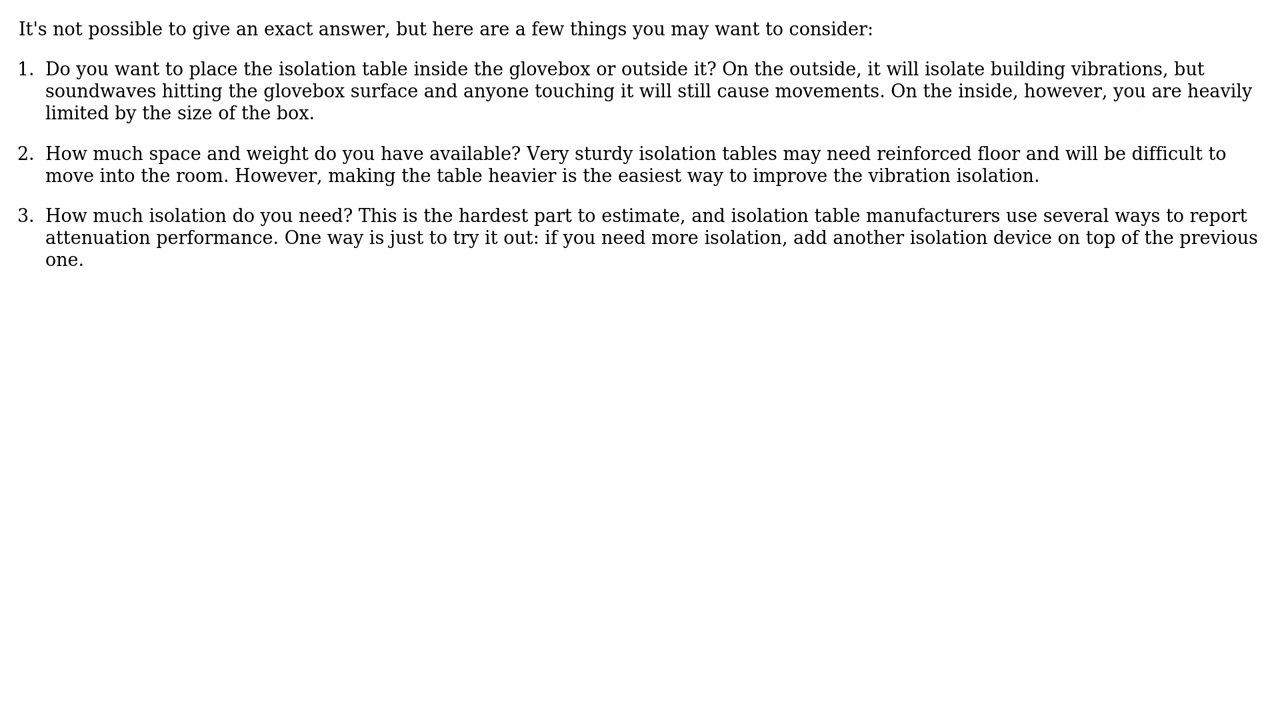 It's not possible to give an exact answer, but here are a few things you may want to consider:
1. Do you want to place the isolation table inside the glovebox or outside it? On the outside, it will isolate building vibrations, but
soundwaves hitting the glovebox surface and anyone touching it will still cause movements. On the inside, however, you are heavily
limited by the size of the box.
2. How much space and weight do you have available? Very sturdy isolation tables may need reinforced floor and will be difficult to
move into the room. However, making the table heavier is the easiest way to improve the vibration isolation.
3. How much isolation do you need? This is the hardest part to estimate, and isolation table manufacturers use several ways to report
attenuation performance. One way is just to try it out: if you need more isolation, add another isolation device on top of the previous
one.